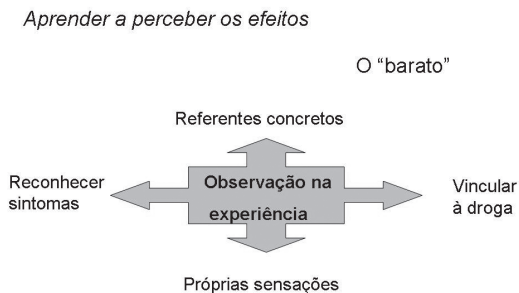 Aprender a perceber os efeitos
O “barato”
Referentes concretos
Reconhecer
sintomas
Observação na
experiência
Vincular
à droga
Próprias sensações